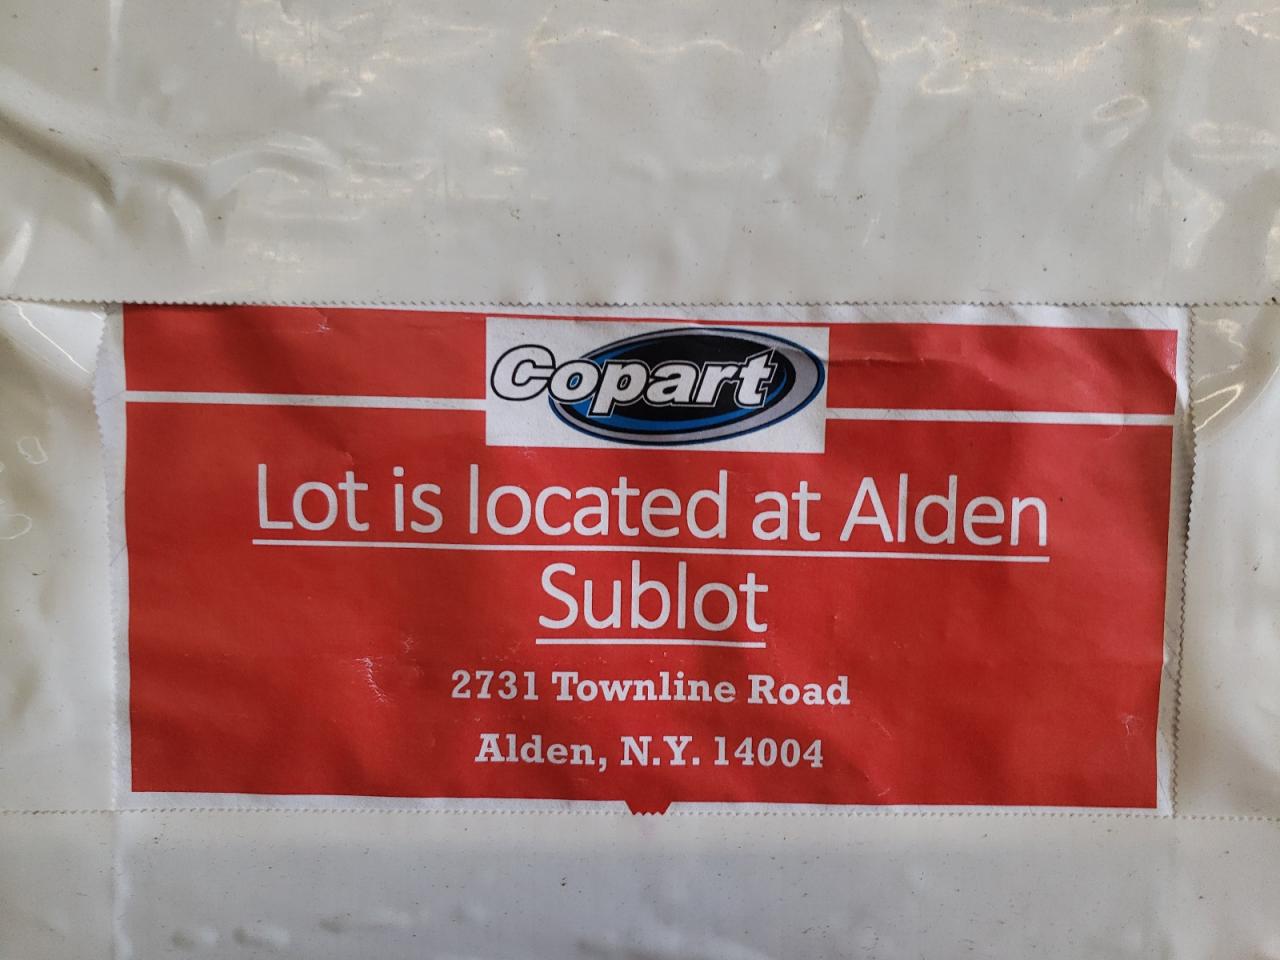 Copart
Lot is located at Alden
Sublot
2731 Townline Road
Alden, N.Y. 14004